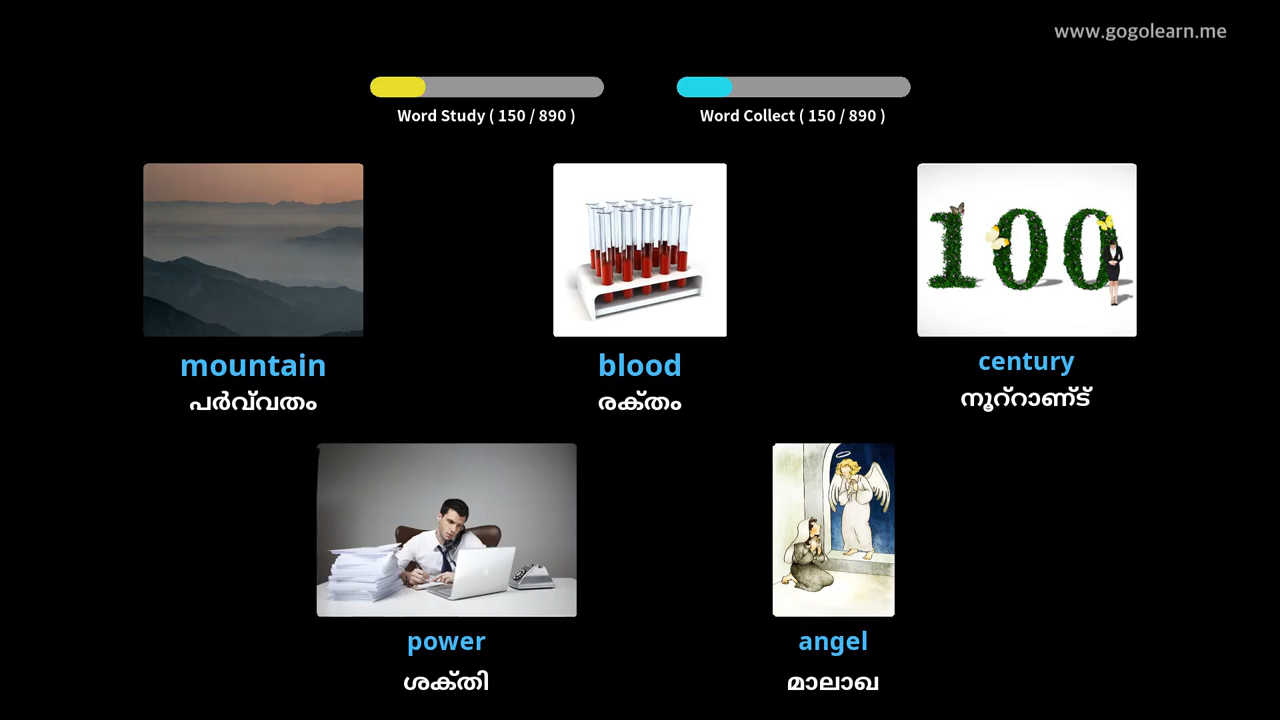 www.gogolearn.me
Word Study ( 150 / 890 )
Word Collect ( 150 / 890 )
mountain
പർവ്വതം
blood
രക്തം
century
നൂറ്റാണ്ട്
power
ശക്തി
angel
മാലാഖ